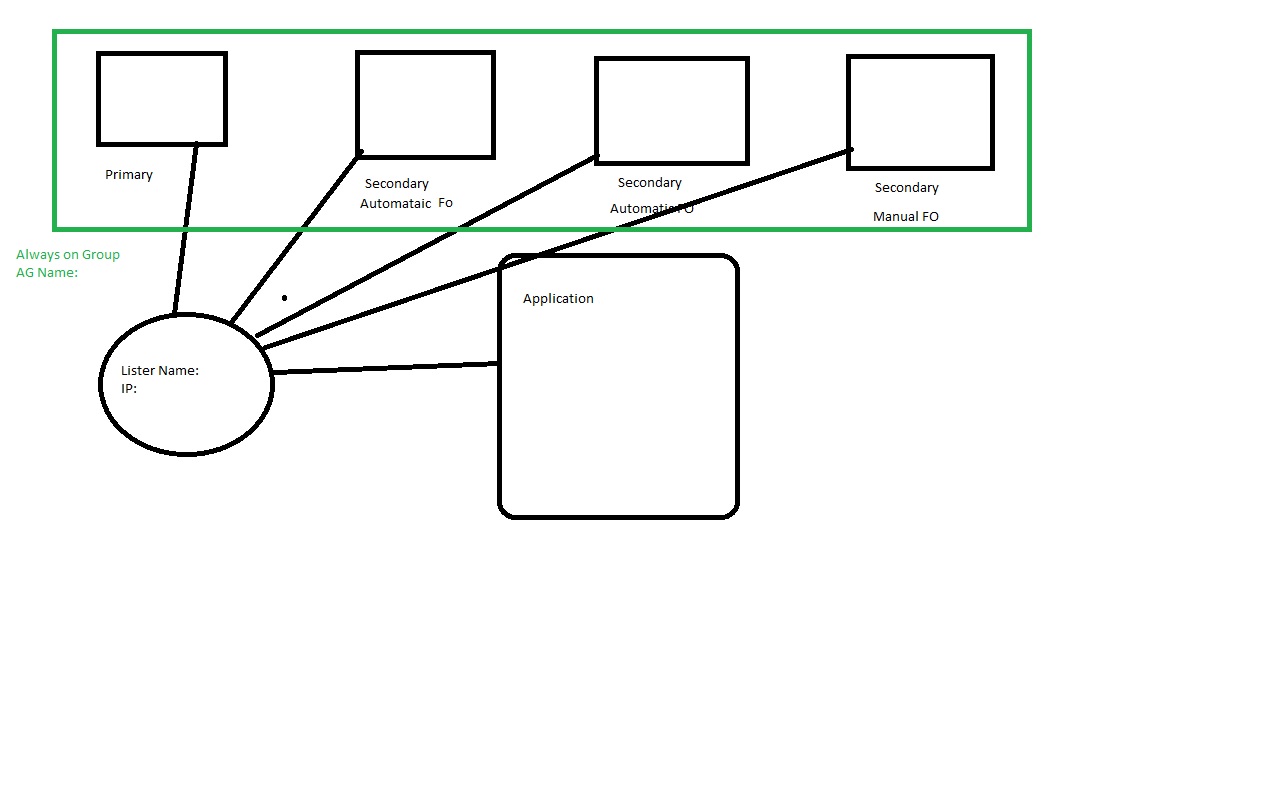 Primary
Secondary
Automataic  Fo
Secondary
AutomaticFO
Secondary
Manual FO
Always on Group
AG Name:
Application
Lister Name:
IP: